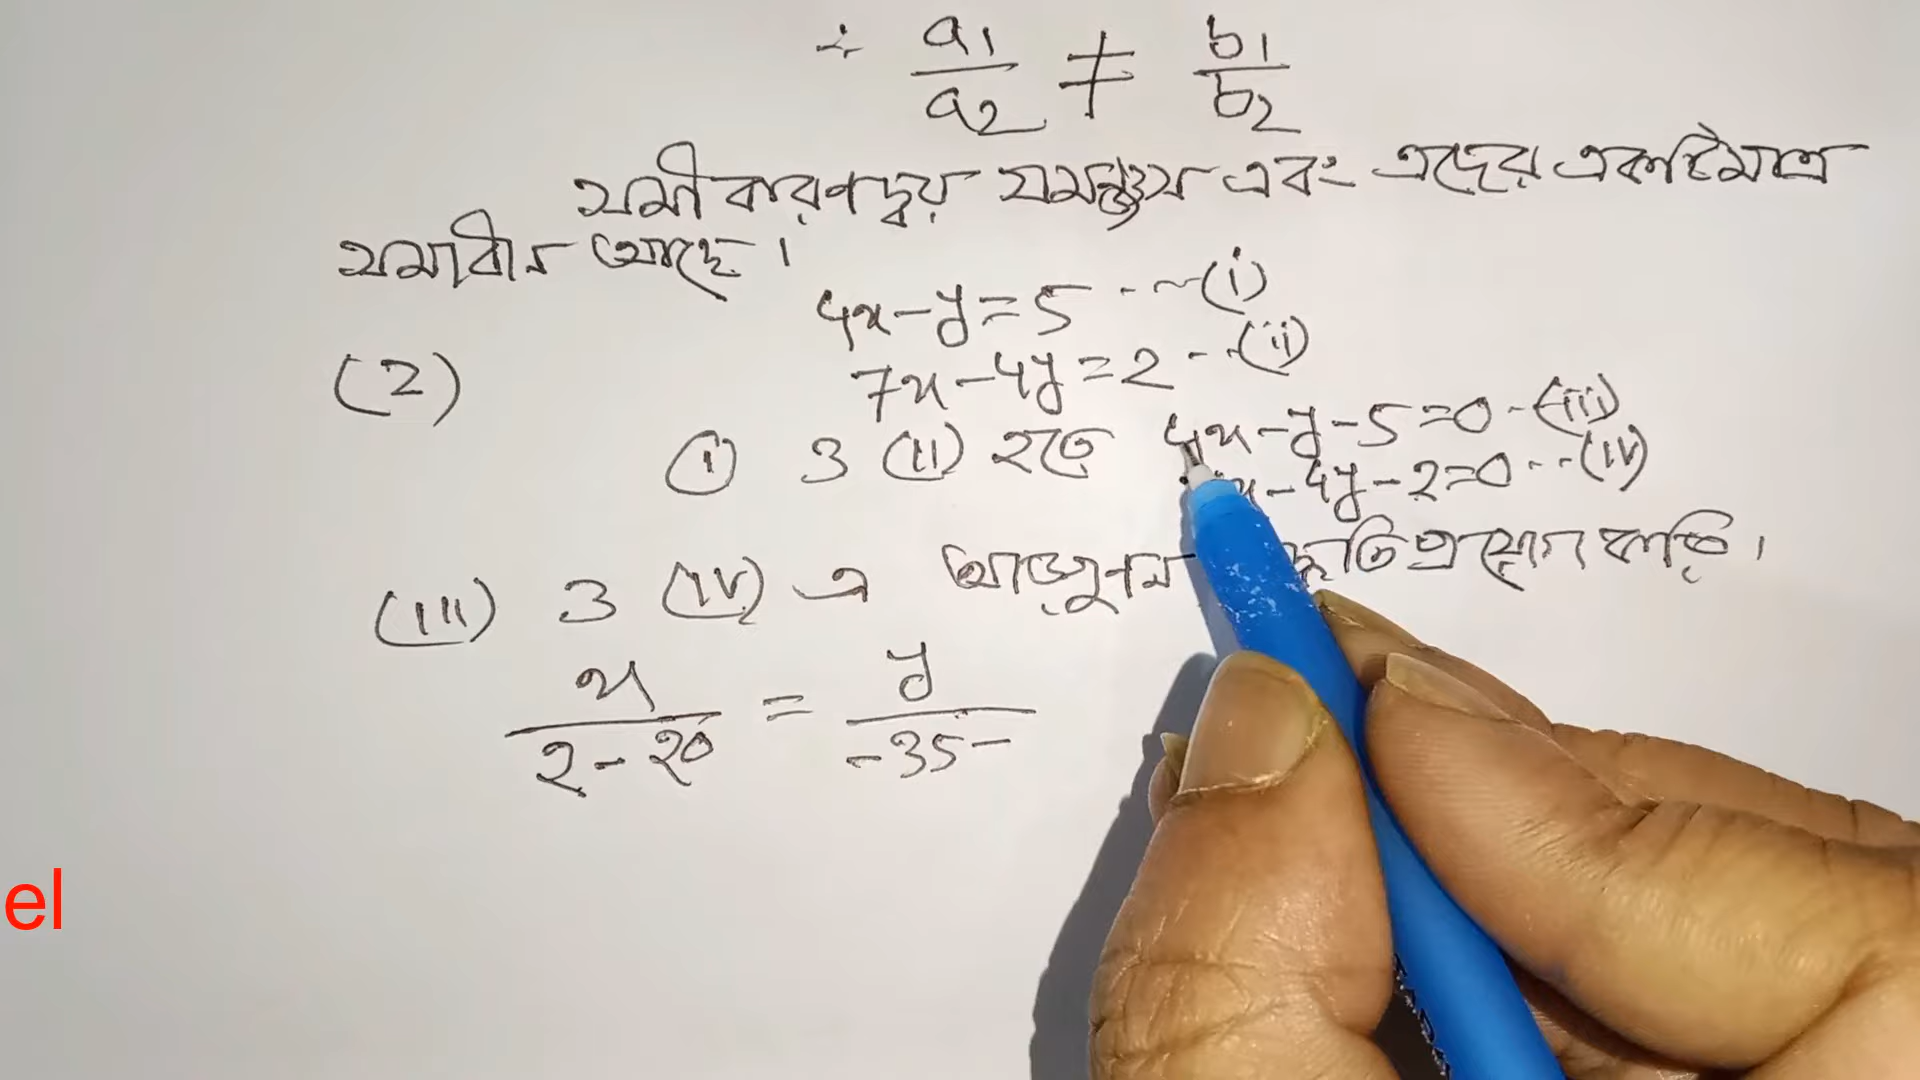 ∴ a₁/a₂ ≠ b₁/b₂
সমীকরণদ্বয় সমঞ্জস এবং এদের একটিমাত্র
সমাধান আছে।
4x-y=5 ---(i)
(2) 7x-4y=2 --(ii)
(i) ও (ii) হতে 4x-y-5=0 --(iii)
x-4y-2=0 ---(iv)
(iii) ও (iv) এ আড়গুণন প্রয়োগ করি।
x/(2-20) = y/(-35-
el